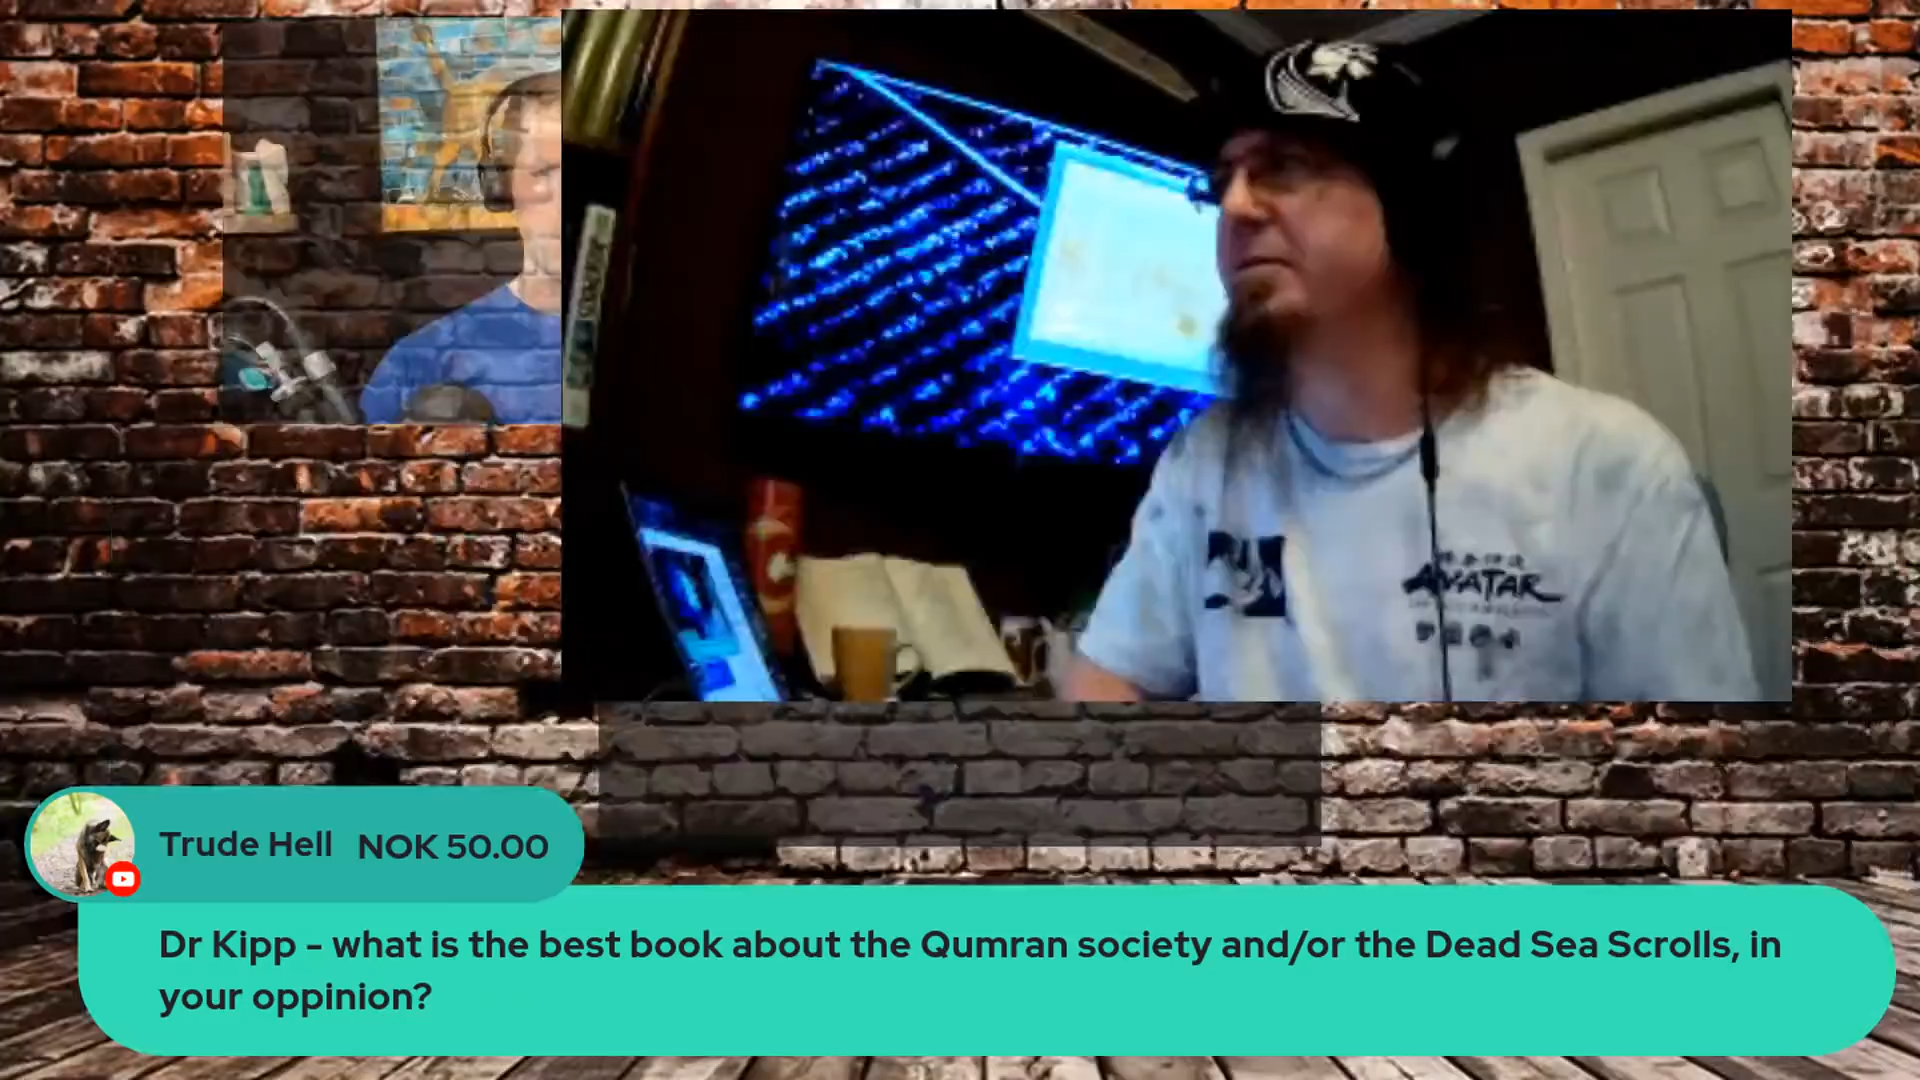 AVATAR
Trude Hell NOK 50.00
Dr Kipp - what is the best book about the Qumran society and/or the Dead Sea Scrolls, in
your oppinion?